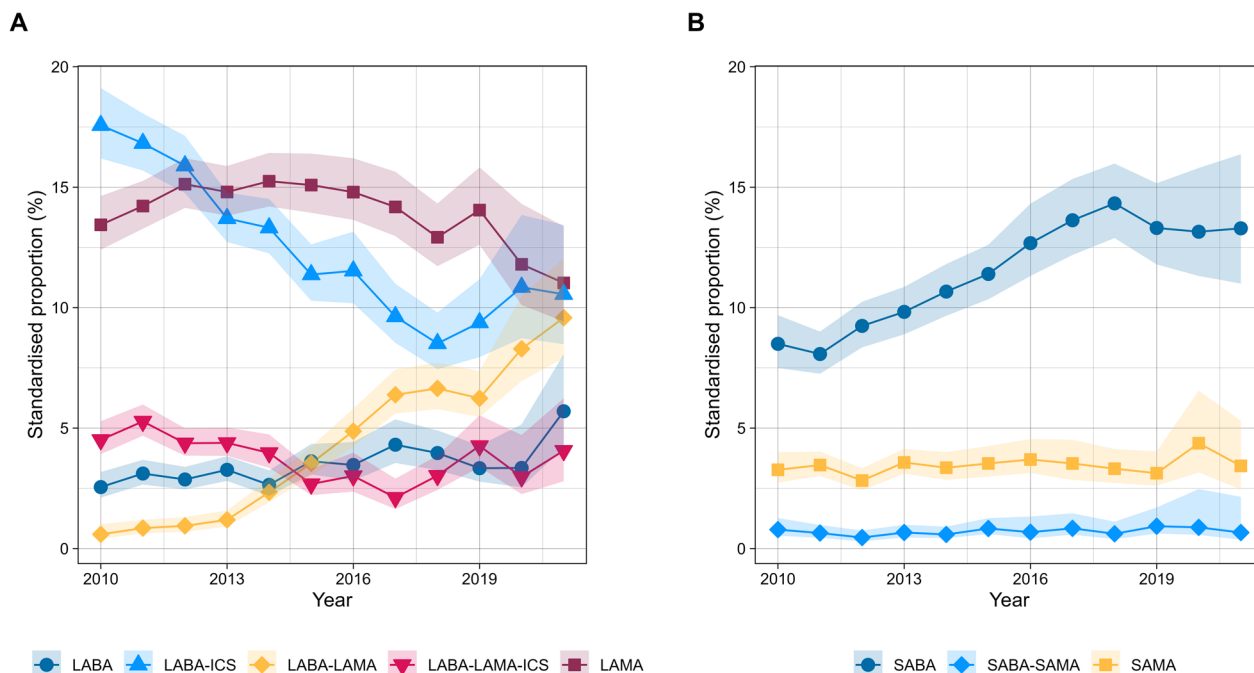 A
B
Standardised proportion (%)
20
15
10
5
0
2010 2013 2016 2019
Year
LABA LABA-ICS LABA-LAMA LABA-LAMA-ICS LAMA
Standardised proportion (%)
20
15
10
5
0
2010 2013 2016 2019
Year
SABA SABA-SAMA SAMA